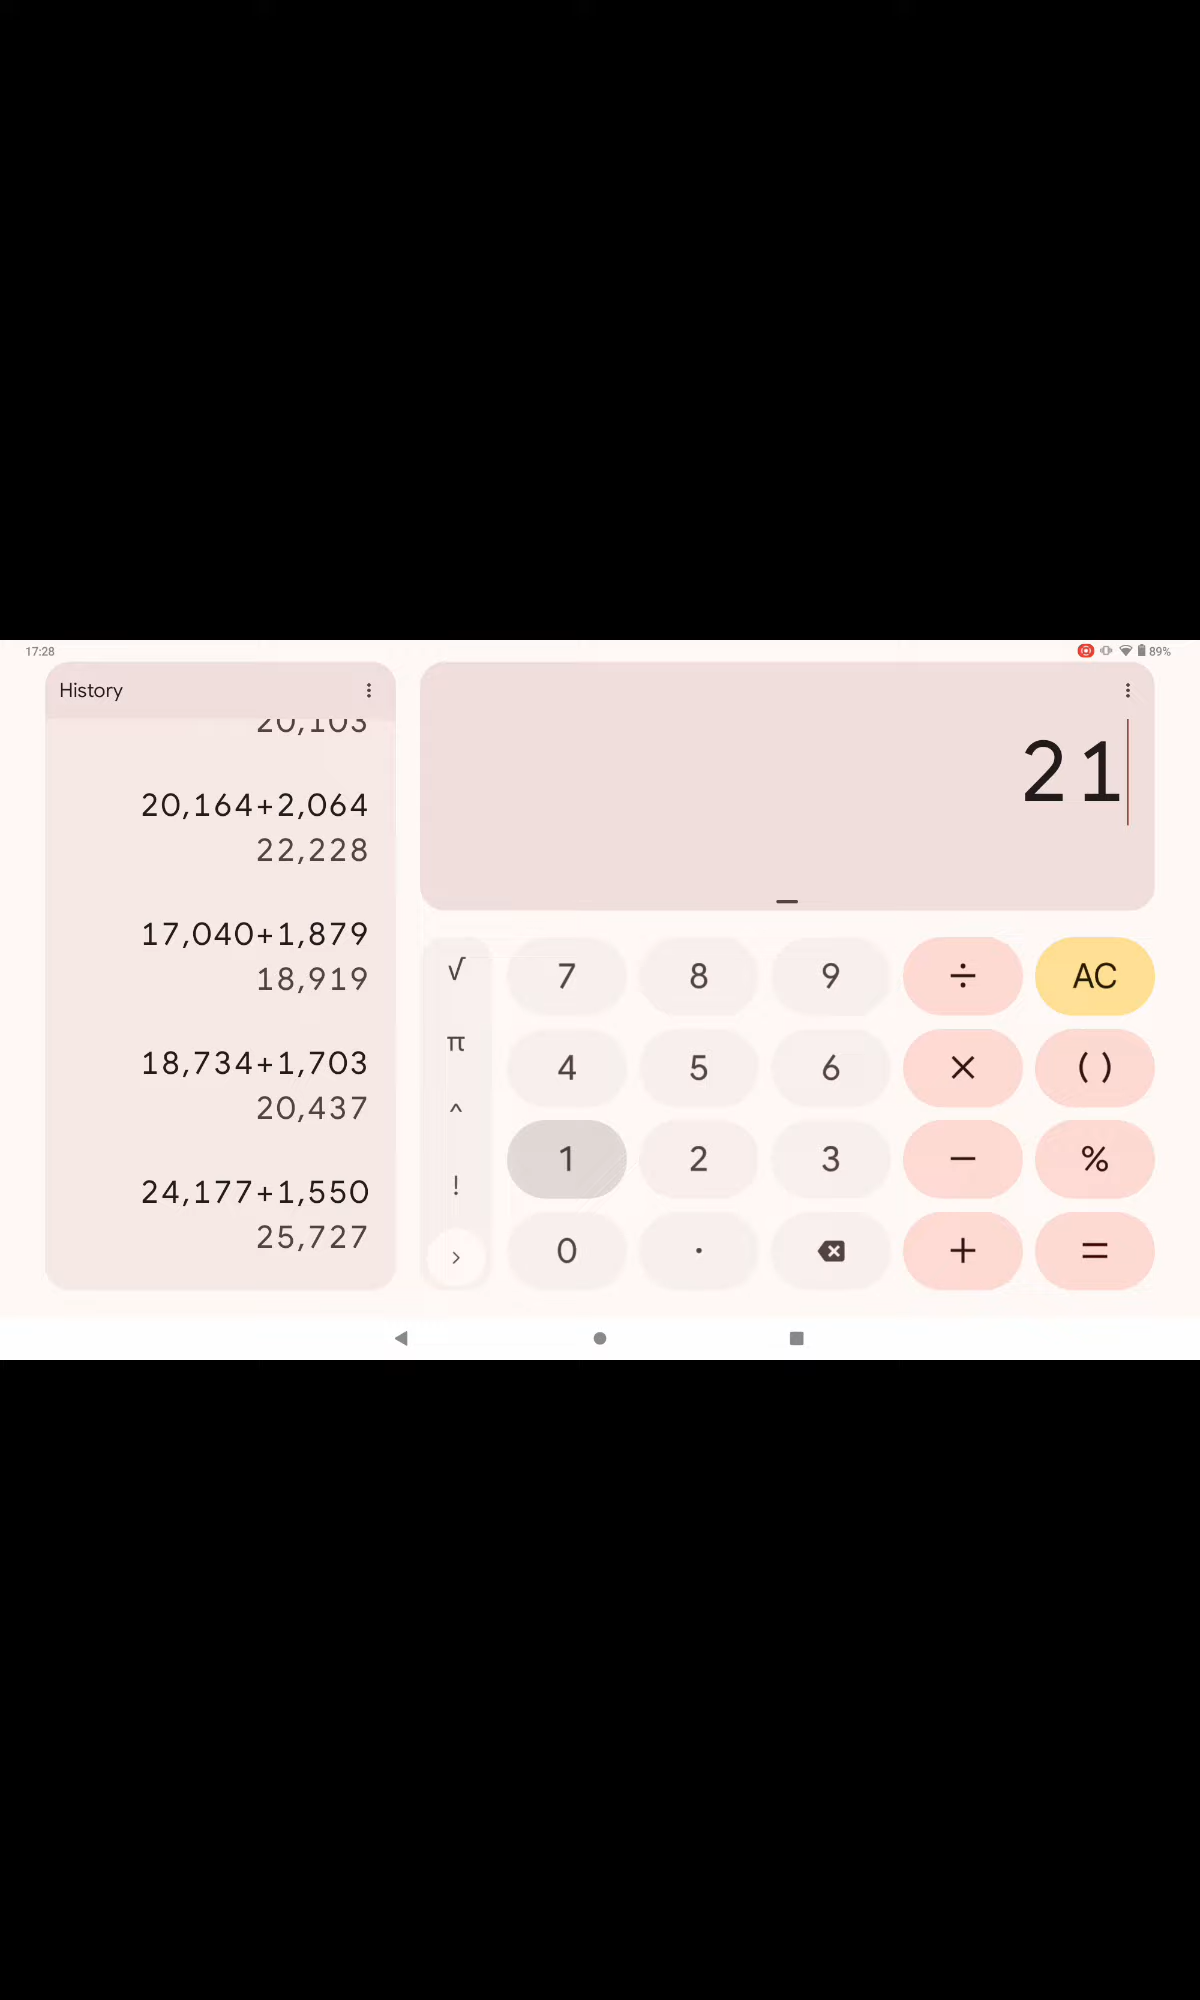 17:28
89%
History
20,103
20,164+2,064
22,228
17,040+1,879
18,919
18,734+1,703
20,437
24,177+1,550
25,727
21
√ 7 8 9 ÷ AC
π 4 5 6 × ( )
^ 1 2 3 − %
! 0 . + =
>